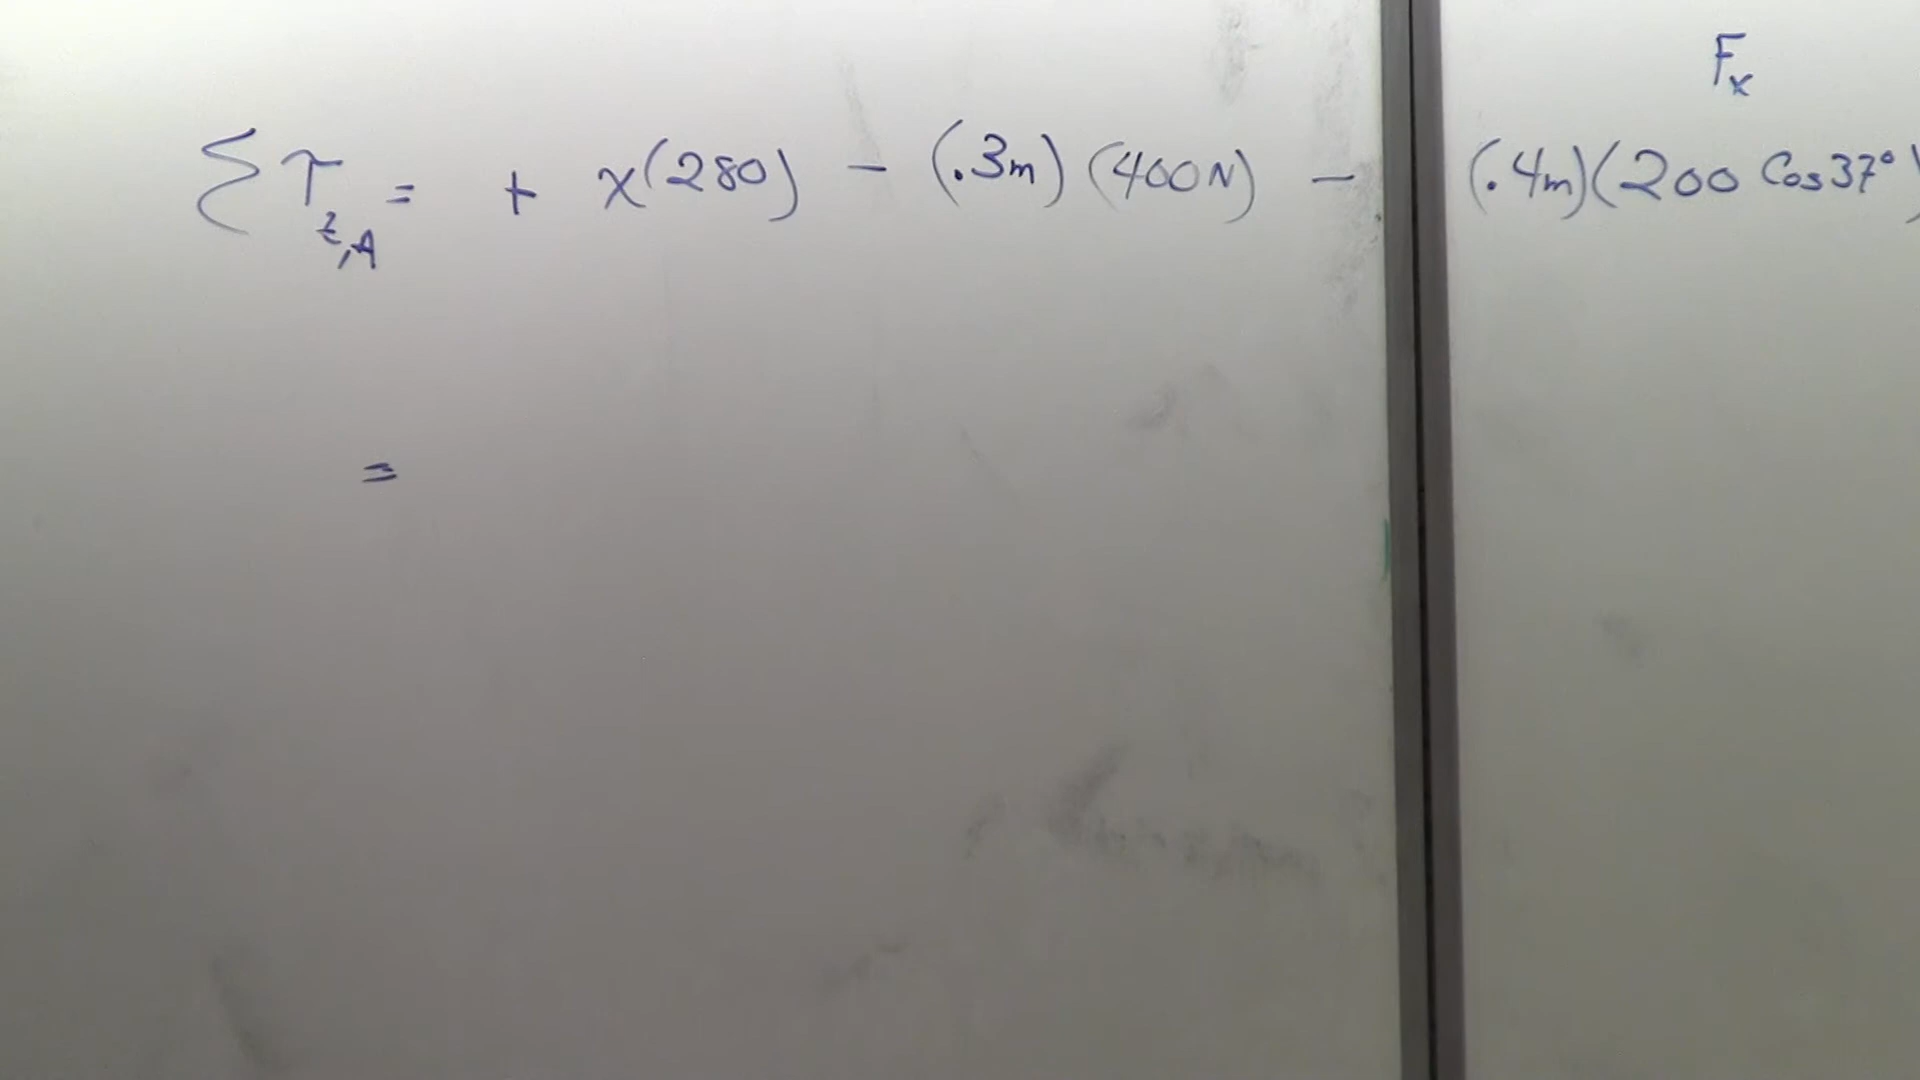 Fx
Στz,A = + x(280) - (.3m) (400N) - (.4m)(200 Cos37°)
=